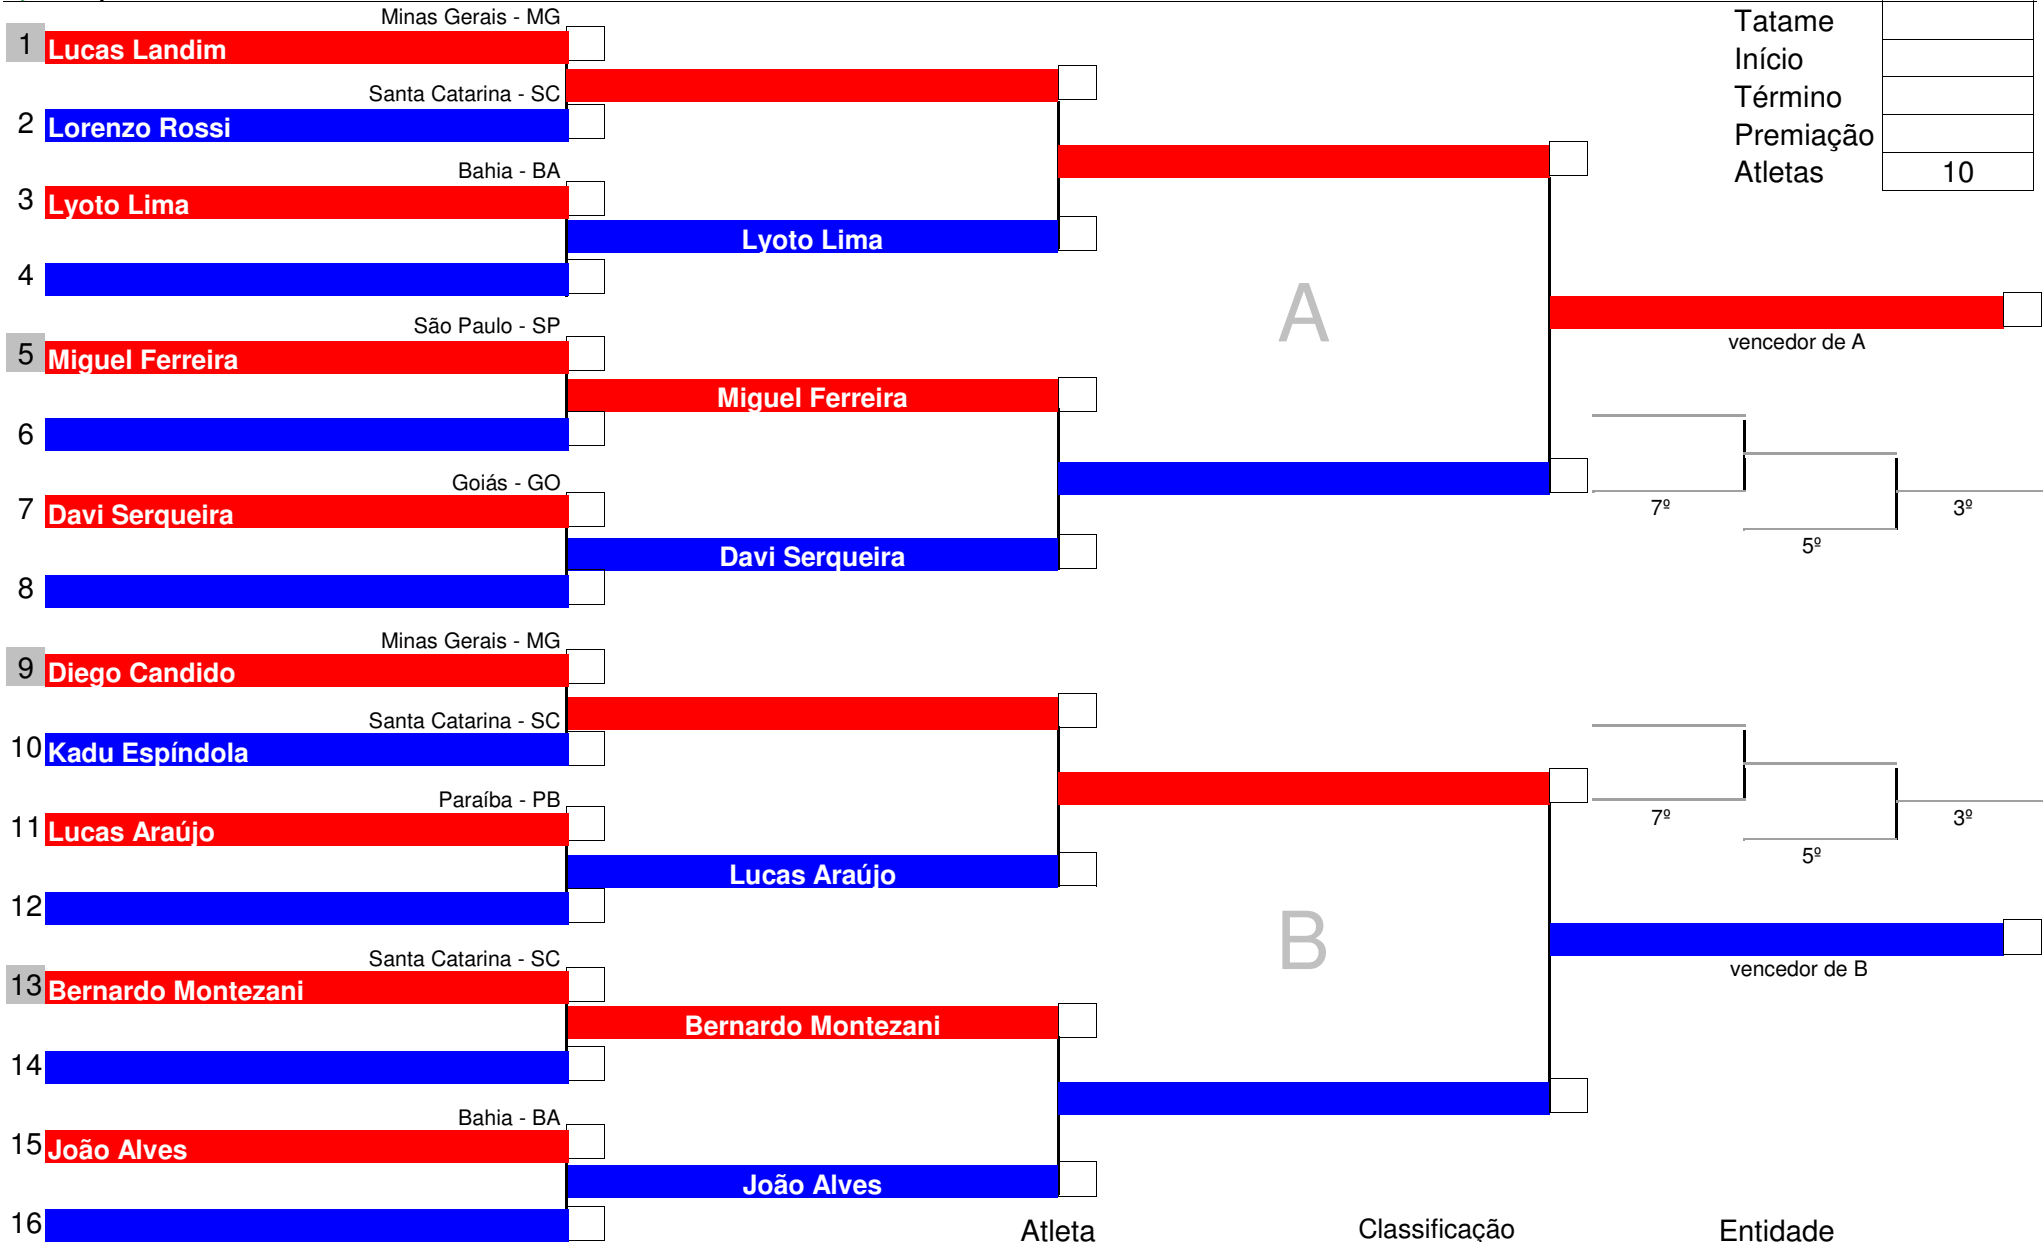 Minas Gerais - MG
Tatame
1 Lucas Landim
Início
Santa Catarina - SC
Término
2 Lorenzo Rossi
Premiação
Bahia - BA
Atletas 10
3 Lyoto Lima
Lyoto Lima
4
A
São Paulo - SP
vencedor de A
5 Miguel Ferreira
Miguel Ferreira
6
Goiás - GO
7 Davi Serqueira
7º 3º
5º
Davi Serqueira
8
Minas Gerais - MG
9 Diego Candido
Santa Catarina - SC
10 Kadu Espíndola
Paraíba - PB
7º 3º
11 Lucas Araújo
5º
Lucas Araújo
12
B
Santa Catarina - SC
vencedor de B
13 Bernardo Montezani
Bernardo Montezani
14
Bahia - BA
15 João Alves
João Alves
16
Atleta Classificação Entidade